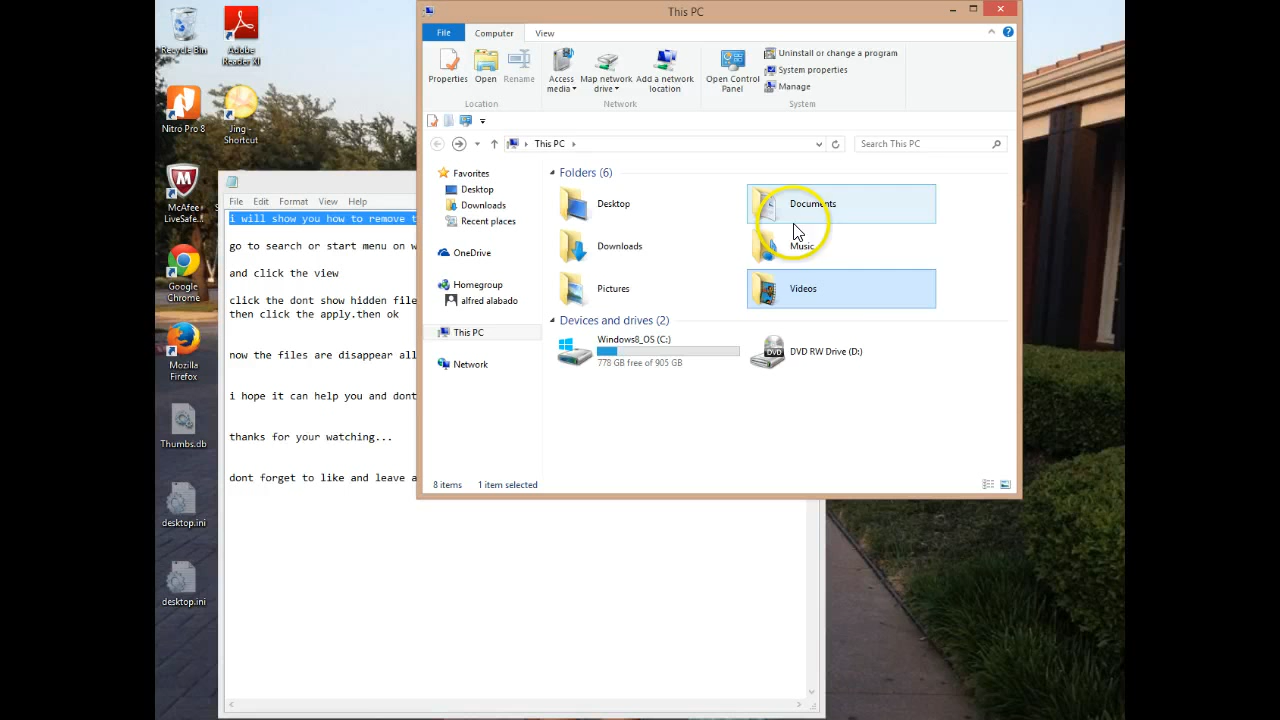 Recycle Bin
Adobe
Reader XI
Nitro Pro 8
Jing -
Shortcut
McAfee
LiveSafe...
Google
Chrome
Mozilla
Firefox
Thumbs.db
desktop.ini
desktop.ini
File Edit Format View Help
i will show you how to remove t
go to search or start menu on w
and click the view
click the dont show hidden file
then click the apply.then ok
now the files are disappear all
i hope it can help you and dont
thanks for your watching...
dont forget to like and leave a
This PC
File Computer View
Properties
Open
Rename
Access
media
Map network
drive
Add a network
location
Open Control
Panel
Uninstall or change a program
System properties
Manage
Location
Network
System
This PC
Search This PC
Favorites
Desktop
Downloads
Recent places
OneDrive
Homegroup
alfred alabado
This PC
Network
Folders (6)
Desktop
Documents
Downloads
Music
Pictures
Videos
Devices and drives (2)
Windows8_OS (C:)
778 GB free of 905 GB
DVD
DVD RW Drive (D:)
8 items 1 item selected